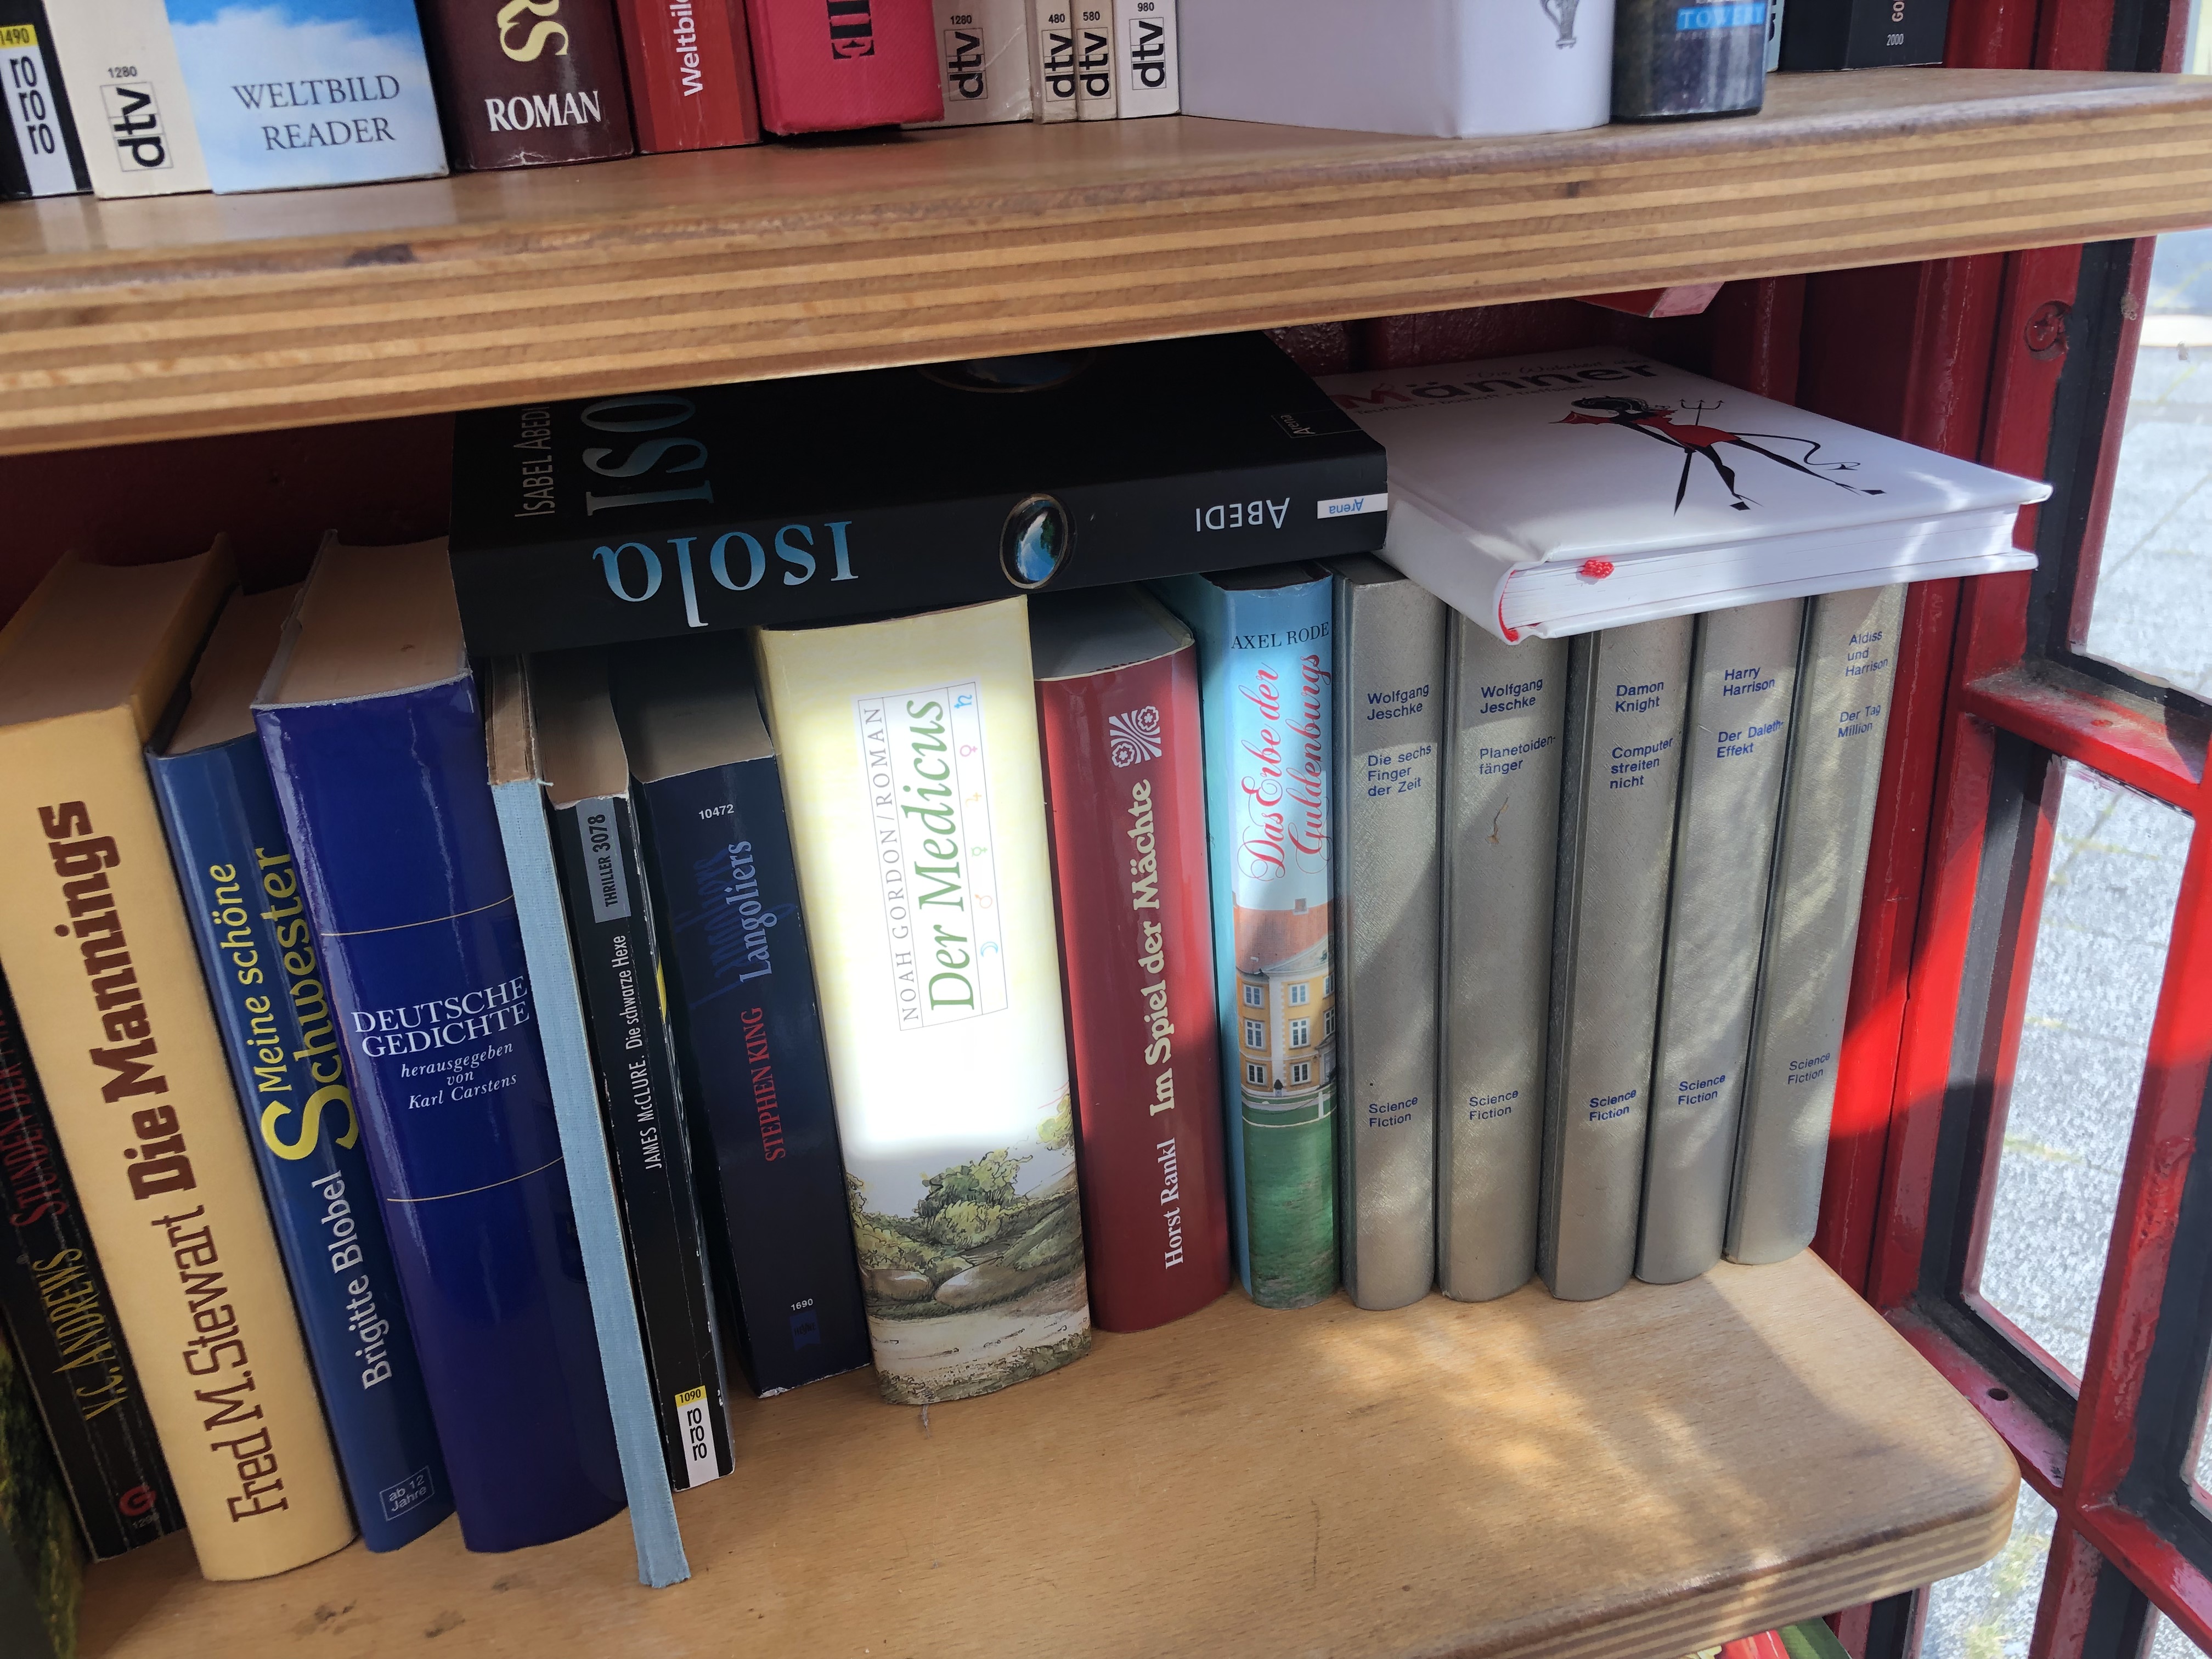 1490
ro
ro
ro
1280
dtv
WELTBILD
READER
ROMAN
Weltbild
1280
dtv
480
dtv
580
dtv
980
dtv
TOWER
GO
2000
ISABEL ABEDI
ISO
Arena
Isola
ABEDI
Arena
Männer
V.C. ANDREWS
STUNDEN DER
Fred M. Stewart Die Mannings
Brigitte Blobel
Meine schöne
Schwester
ab 12
Jahre
DEUTSCHE
GEDICHTE
herausgegeben
von
Karl Carstens
THRILLER 3078
JAMES McCLURE. Die schwarze Hexe
1090
ro
ro
ro
10472
STEPHEN KING Langoliers
1690
NOAH GORDON / ROMAN
Der Medicus
Horst Rankl Im Spiel der Mächte
AXEL RODE
Das Erbe der
Guldenburgs
Wolfgang
Jeschke
Die sechs
Finger
der Zeit
Science
Fiction
Wolfgang
Jeschke
Planetoiden-
fänger
Science
Fiction
Damon
Knight
Computer
streiten
nicht
Science
Fiction
Harry
Harrison
Der Daleth-
Effekt
Science
Fiction
Aldiss
und
Harrison
Der Tag
Million
Science
Fiction